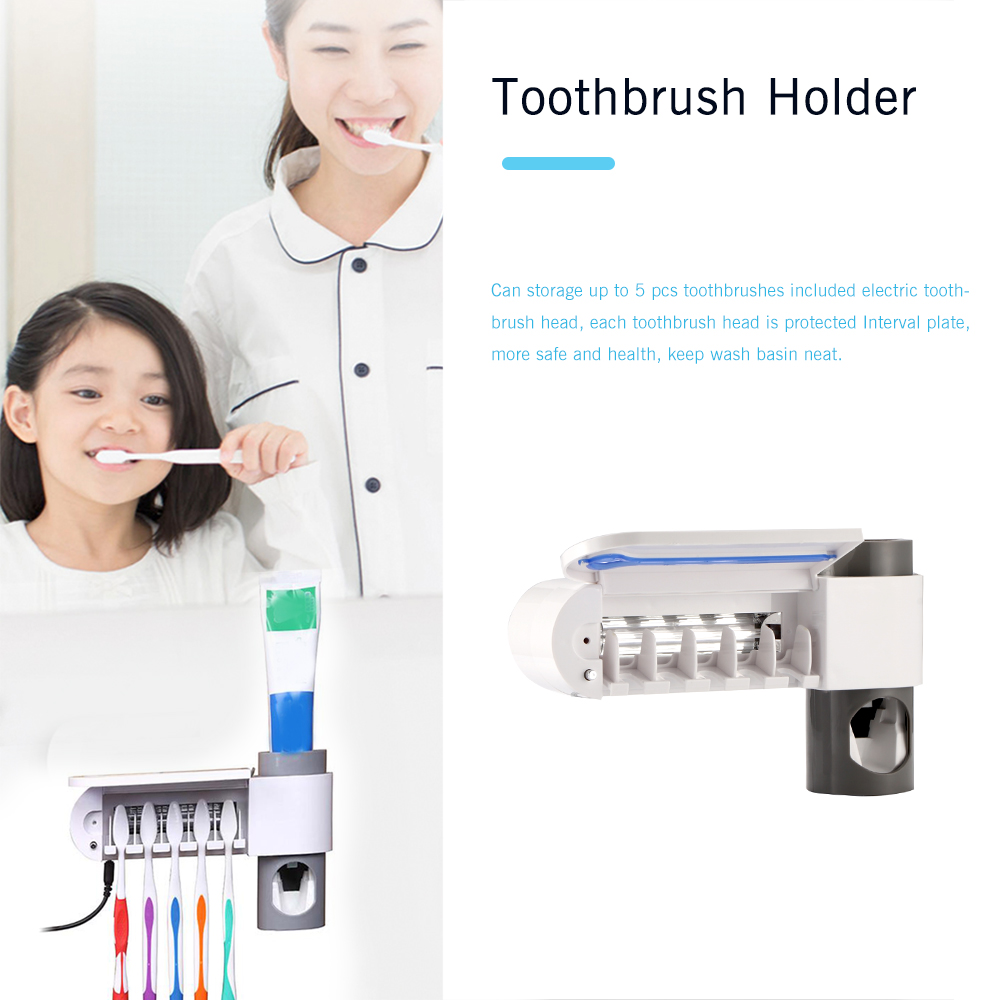 Toothbrush Holder
Can storage up to 5 pcs toothbrushes included electric tooth-
brush head, each toothbrush head is protected Interval plate,
more safe and health, keep wash basin neat.